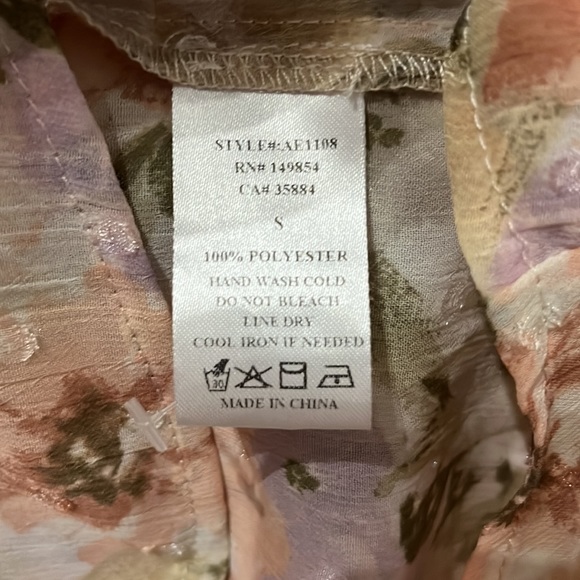 STYLE#:AE1108
RN# 149854
CA# 35884
S
100% POLYESTER
HAND WASH COLD
DO NOT BLEACH
LINE DRY
COOL IRON IF NEEDED
30
MADE IN CHINA